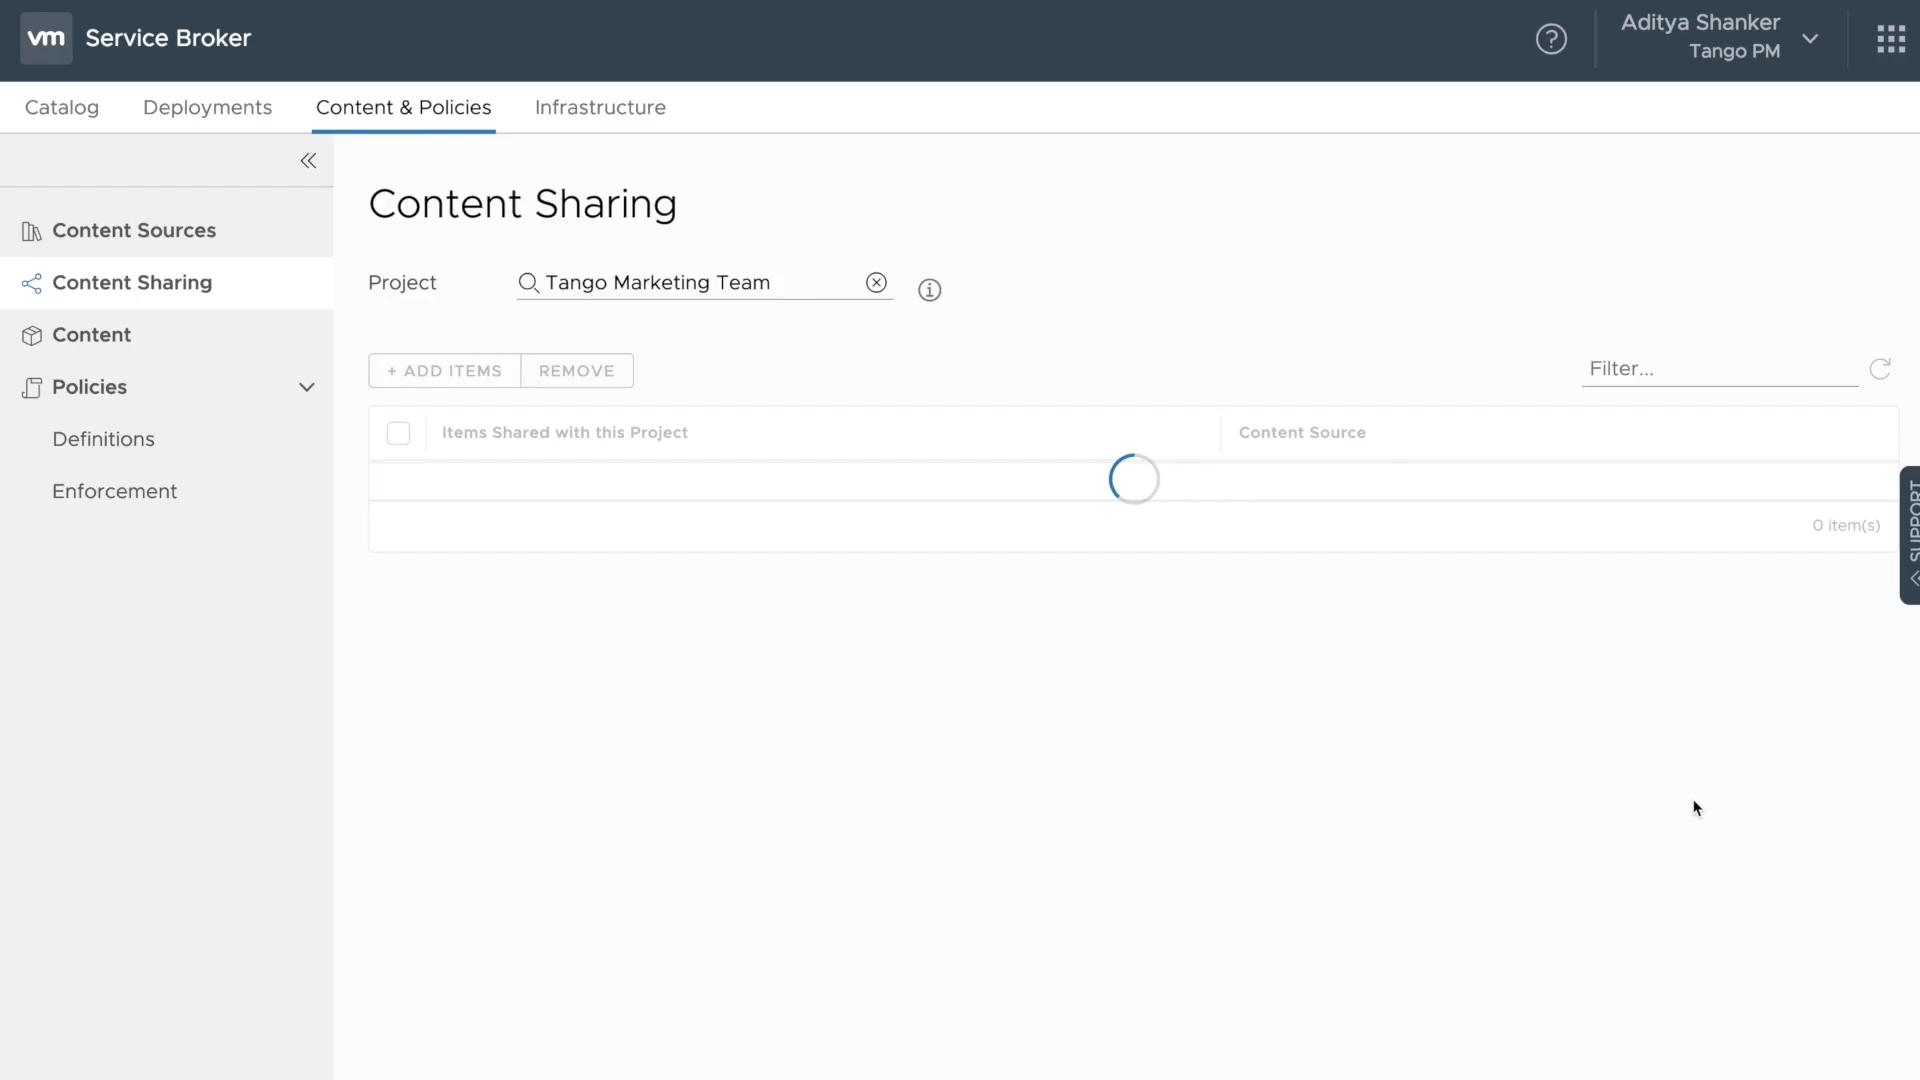 vm Service Broker
Aditya Shanker
Tango PM
Catalog Deployments Content & Policies Infrastructure
Content Sources
Content Sharing
Content
Policies
Definitions
Enforcement
Content Sharing
Project Tango Marketing Team
+ ADD ITEMS REMOVE
Filter...
Items Shared with this Project Content Source
0 item(s)
SUPPORT